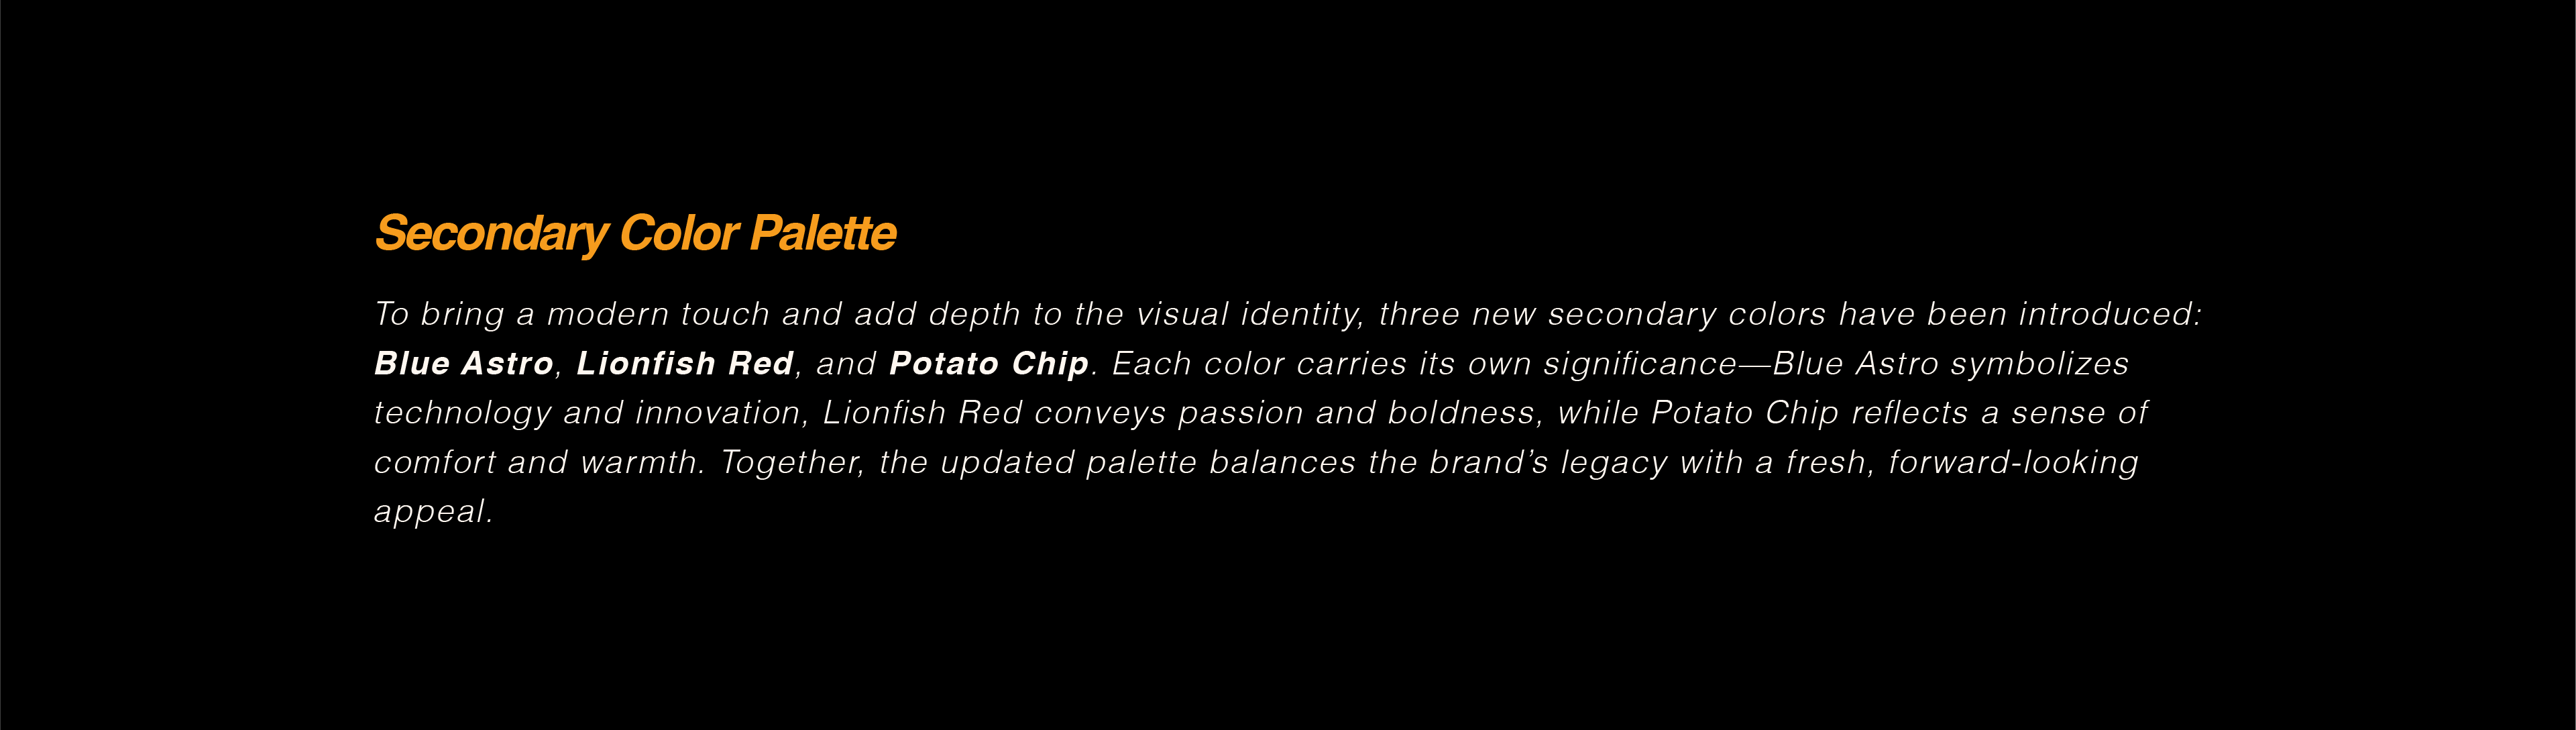 Secondary Color Palette
To bring a modern touch and add depth to the visual identity, three new secondary colors have been introduced:
Blue Astro, Lionfish Red, and Potato Chip. Each color carries its own significance—Blue Astro symbolizes
technology and innovation, Lionfish Red conveys passion and boldness, while Potato Chip reflects a sense of
comfort and warmth. Together, the updated palette balances the brand’s legacy with a fresh, forward-looking
appeal.